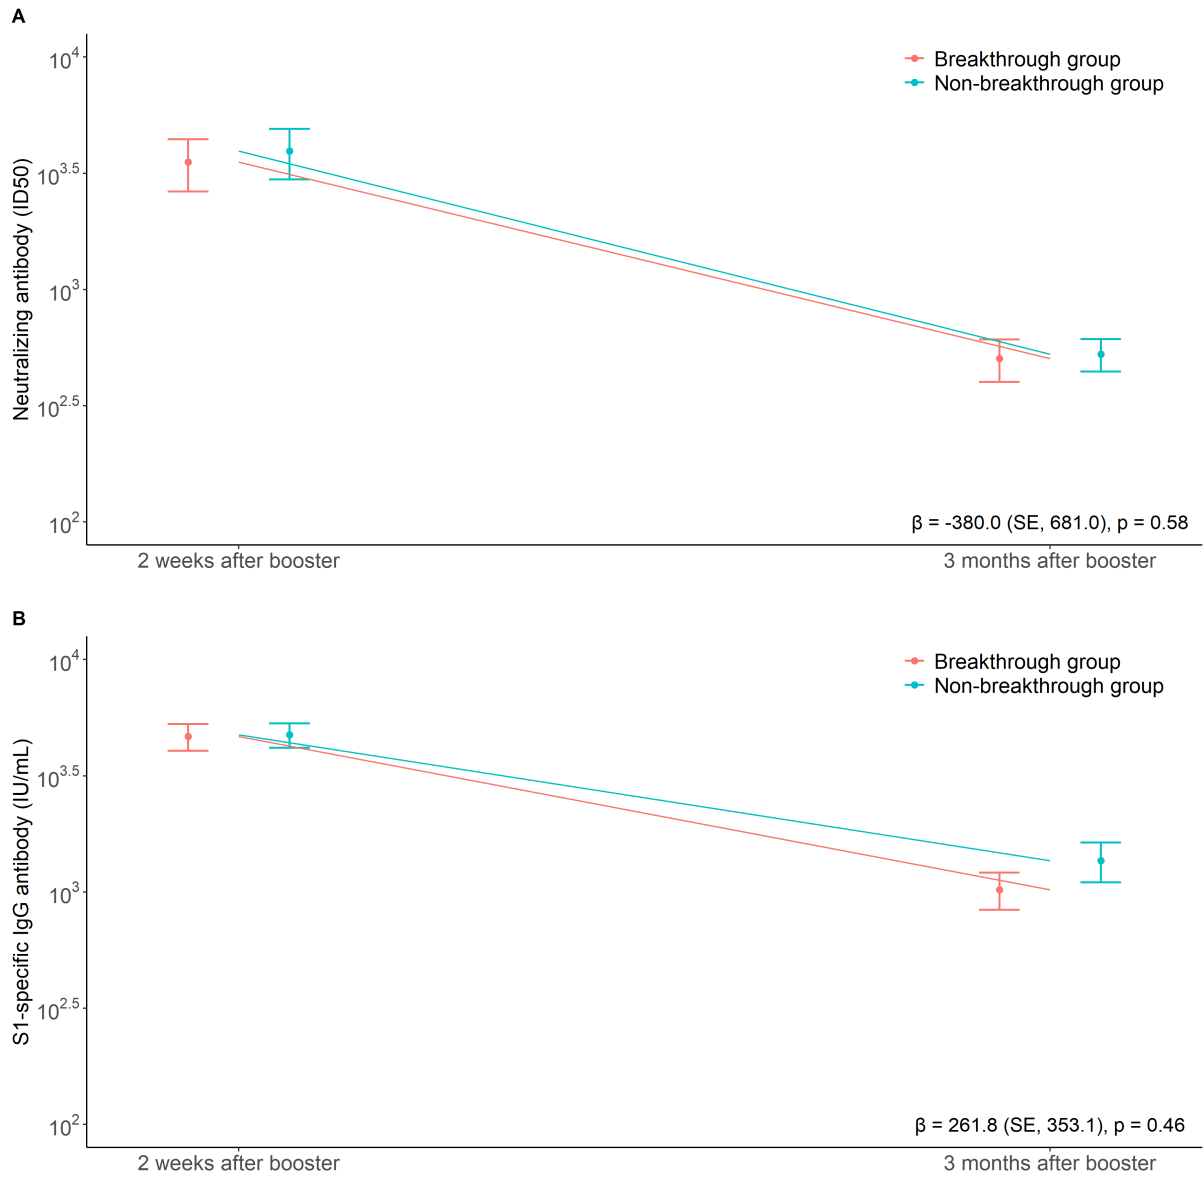 A
Neutralizing antibody (ID50)
10^4
10^3.5
10^3
10^2.5
10^2
Breakthrough group
Non-breakthrough group
β = -380.0 (SE, 681.0), p = 0.58
2 weeks after booster
3 months after booster
B
S1-specific IgG antibody (IU/mL)
10^4
10^3.5
10^3
10^2.5
10^2
Breakthrough group
Non-breakthrough group
β = 261.8 (SE, 353.1), p = 0.46
2 weeks after booster
3 months after booster